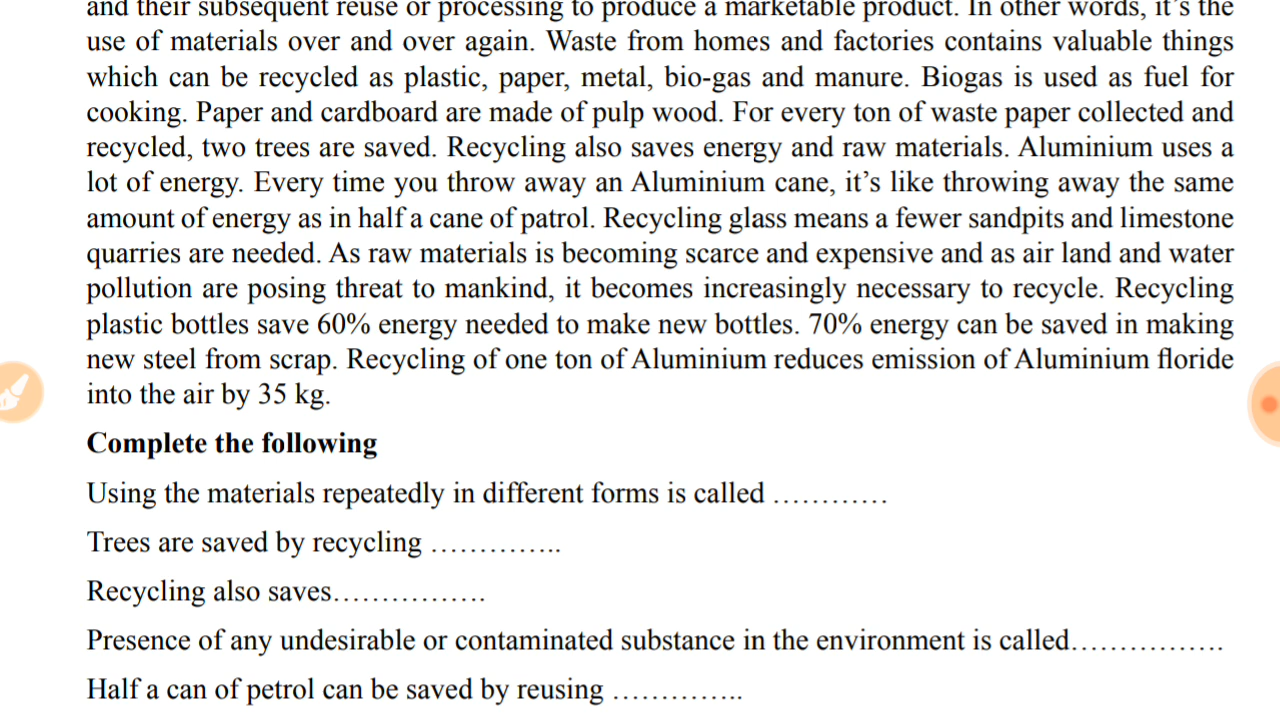 and their subsequent reuse or processing to produce a marketable product. In other words, it's the
use of materials over and over again. Waste from homes and factories contains valuable things
which can be recycled as plastic, paper, metal, bio-gas and manure. Biogas is used as fuel for
cooking. Paper and cardboard are made of pulp wood. For every ton of waste paper collected and
recycled, two trees are saved. Recycling also saves energy and raw materials. Aluminium uses a
lot of energy. Every time you throw away an Aluminium cane, it's like throwing away the same
amount of energy as in half a cane of patrol. Recycling glass means a fewer sandpits and limestone
quarries are needed. As raw materials is becoming scarce and expensive and as air land and water
pollution are posing threat to mankind, it becomes increasingly necessary to recycle. Recycling
plastic bottles save 60% energy needed to make new bottles. 70% energy can be saved in making
new steel from scrap. Recycling of one ton of Aluminium reduces emission of Aluminium floride
into the air by 35 kg.
Complete the following
Using the materials repeatedly in different forms is called …………
Trees are saved by recycling …………..
Recycling also saves…………….
Presence of any undesirable or contaminated substance in the environment is called…………….
Half a can of petrol can be saved by reusing …………..